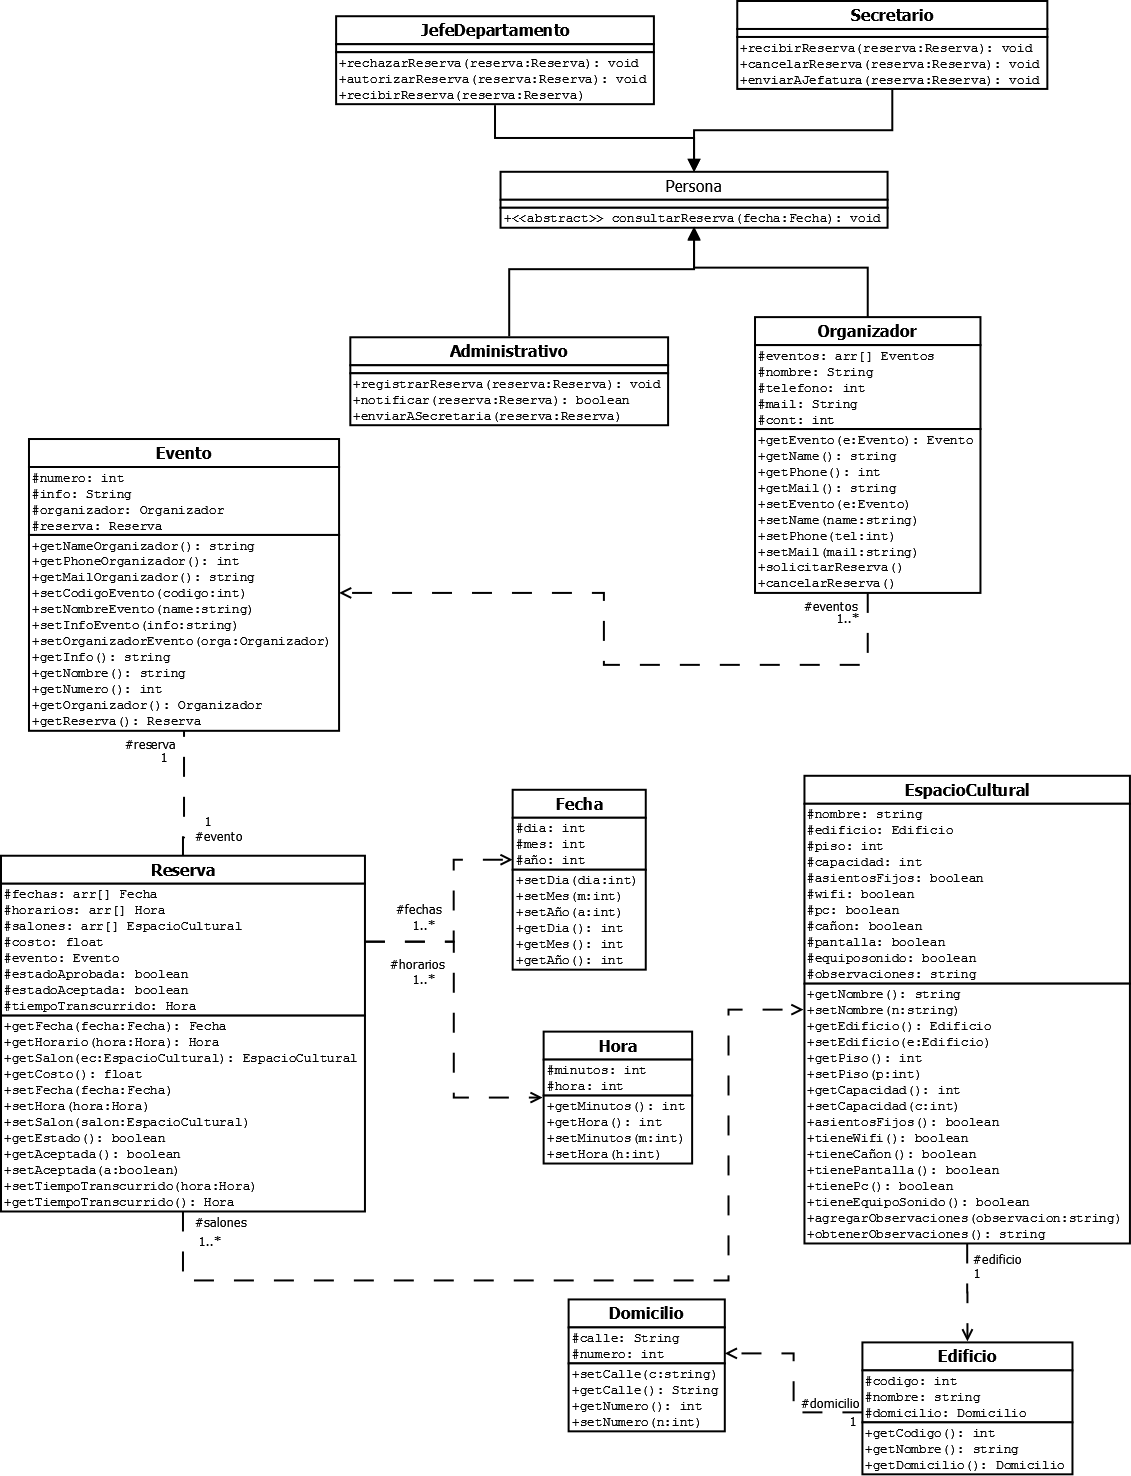 JefeDepartamento
+rechazarReserva(reserva:Reserva): void
+autorizarReserva(reserva:Reserva): void
+recibirReserva(reserva:Reserva)
Secretario
+recibirReserva(reserva:Reserva): void
+cancelarReserva(reserva:Reserva): void
+enviarAJefatura(reserva:Reserva): void
Persona
+<<abstract>> consultarReserva(fecha:Fecha): void
Administrativo
+registrarReserva(reserva:Reserva): void
+notificar(reserva:Reserva): boolean
+enviarASecretaria(reserva:Reserva)
Organizador
#eventos: arr[] Eventos
#nombre: String
#telefono: int
#mail: String
#cont: int
+getEvento(e:Evento): Evento
+getName(): string
+getPhone(): int
+getMail(): string
+setEvento(e:Evento)
+setName(name:string)
+setPhone(tel:int)
+setMail(mail:string)
+solicitarReserva()
+cancelarReserva()
#eventos
1..*
Evento
#numero: int
#info: String
#organizador: Organizador
#reserva: Reserva
+getNameOrganizador(): string
+getPhoneOrganizador(): int
+getMailOrganizador(): string
+setCodigoEvento(codigo:int)
+setNombreEvento(name:string)
+setInfoEvento(info:string)
+setOrganizadorEvento(orga:Organizador)
+getInfo(): string
+getNombre(): string
+getNumero(): int
+getOrganizador(): Organizador
+getReserva(): Reserva
#reserva
1
1
#evento
Reserva
#fechas: arr[] Fecha
#horarios: arr[] Hora
#salones: arr[] EspacioCultural
#costo: float
#evento: Evento
#estadoAprobada: boolean
#estadoAceptada: boolean
#tiempoTranscurrido: Hora
+getFecha(fecha:Fecha): Fecha
+getHorario(hora:Hora): Hora
+getSalon(ec:EspacioCultural): EspacioCultural
+getCosto(): float
+setFecha(fecha:Fecha)
+setHora(hora:Hora)
+setSalon(salon:EspacioCultural)
+getEstado(): boolean
+getAceptada(): boolean
+setAceptada(a:boolean)
+setTiempoTranscurrido(hora:Hora)
+getTiempoTranscurrido(): Hora
#fechas
1..*
#horarios
1..*
#salones
1..*
Fecha
#dia: int
#mes: int
#año: int
+setDia(dia:int)
+setMes(m:int)
+setAño(a:int)
+getDia(): int
+getMes(): int
+getAño(): int
Hora
#minutos: int
#hora: int
+getMinutos(): int
+getHora(): int
+setMinutos(m:int)
+setHora(h:int)
EspacioCultural
#nombre: string
#edificio: Edificio
#piso: int
#capacidad: int
#asientosFijos: boolean
#wifi: boolean
#pc: boolean
#cañon: boolean
#pantalla: boolean
#equiposonido: boolean
#observaciones: string
+getNombre(): string
+setNombre(n:string)
+getEdificio(): Edificio
+setEdificio(e:Edificio)
+getPiso(): int
+setPiso(p:int)
+getCapacidad(): int
+setCapacidad(c:int)
+asientosFijos(): boolean
+tieneWifi(): boolean
+tieneCañon(): boolean
+tienePantalla(): boolean
+tienePc(): boolean
+tieneEquipoSonido(): boolean
+agregarObservaciones(observacion:string)
+obtenerObservaciones(): string
#edificio
1
Domicilio
#calle: String
#numero: int
+setCalle(c:string)
+getCalle(): String
+getNumero(): int
+setNumero(n:int)
#domicilio
1
Edificio
#codigo: int
#nombre: string
#domicilio: Domicilio
+getCodigo(): int
+getNombre(): string
+getDomicilio(): Domicilio